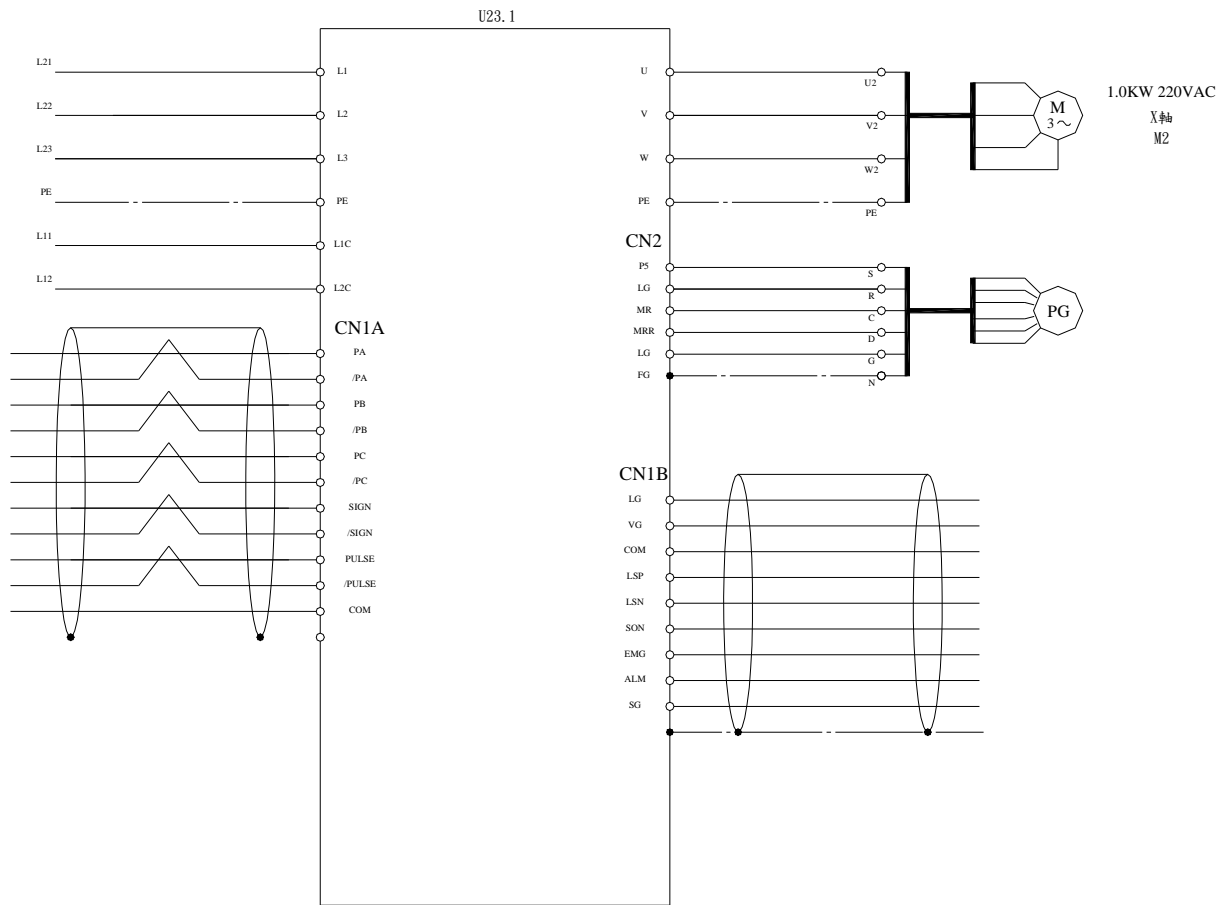 U23.1
L21
L1
L22
L2
L23
L3
PE
PE
L11
L1C
L12
L2C
CN1A
PA
/PA
PB
/PB
PC
/PC
SIGN
/SIGN
PULSE
/PULSE
COM
U
U2
V
V2
W
W2
PE
PE
M
3～
1.0KW 220VAC
X軸
M2
CN2
P5
S
LG
R
MR
C
MRR
D
LG
G
FG
N
PG
CN1B
LG
VG
COM
LSP
LSN
SON
EMG
ALM
SG